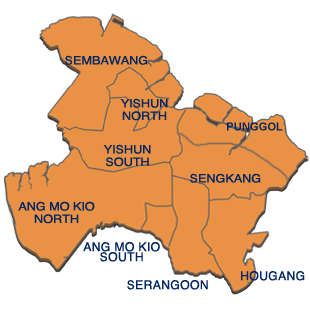 SEMBAWANG
YISHUN
NORTH
PUNGGOL
YISHUN
SOUTH
SENGKANG
ANG MO KIO
NORTH
ANG MO KIO
SOUTH
HOUGANG
SERANGOON